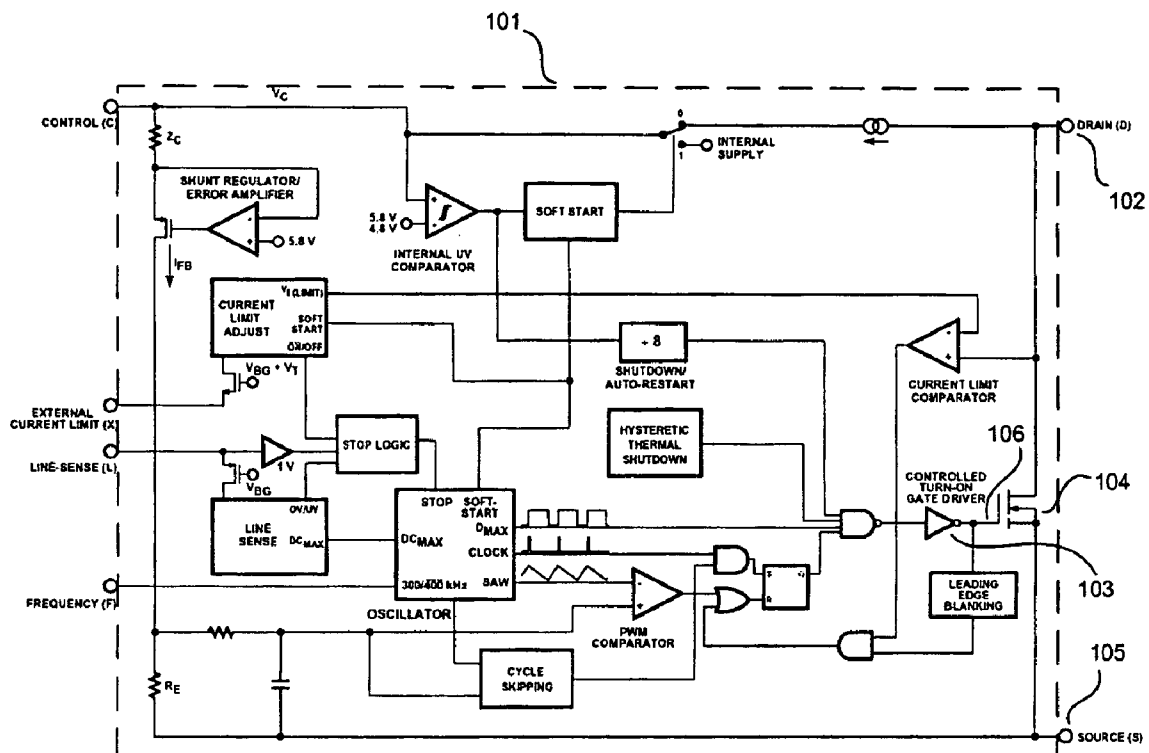 101
V_C
CONTROL (C)
Z_C
0
DRAIN (D)
INTERNAL
SUPPLY
1
102
SHUNT REGULATOR/
ERROR AMPLIFIER
-
+
5.8 V
I_FB
+
-
5.8 V
4.8 V
INTERNAL UV
COMPARATOR
SOFT START
CURRENT
LIMIT
ADJUST
V_I (LIMIT)
SOFT
START
ON/OFF
V_BG + V_T
÷ 8
SHUTDOWN/
AUTO-RESTART
-
+
CURRENT LIMIT
COMPARATOR
EXTERNAL
CURRENT LIMIT (X)
LINE-SENSE (L)
1 V
V_BG
STOP LOGIC
HYSTERETIC
THERMAL
SHUTDOWN
CONTROLLED
TURN-ON
GATE DRIVER
106
104
103
OV/UV
LINE
SENSE
DC_MAX
STOP
SOFT-
START
D_MAX
DC_MAX
CLOCK
SAW
300/400 kHz
OSCILLATOR
FREQUENCY (F)
-
+
PWM
COMPARATOR
LEADING
EDGE
BLANKING
CYCLE
SKIPPING
R_E
105
SOURCE (S)